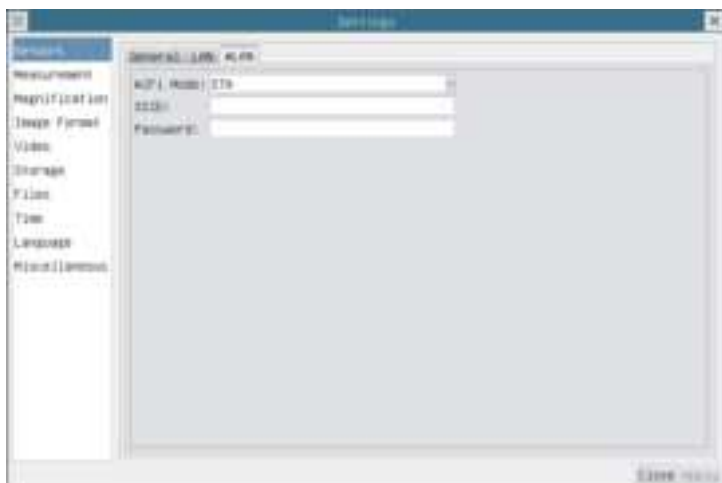 Settings
Network
Measurement
Magnification
Image Format
Video
Storage
Files
Time
Language
Miscellaneous
General LAN WLAN
WiFi Mode: STA
SSID:
Password:
Close Apply